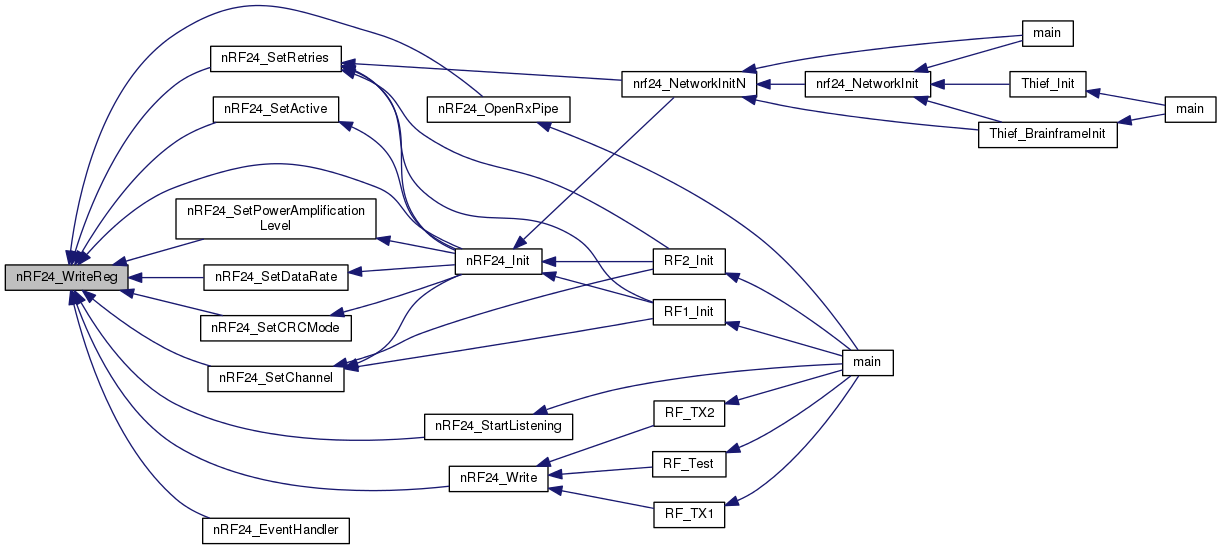 main
nRF24_SetRetries
nrf24_NetworkInitN
nrf24_NetworkInit
Thief_Init
nRF24_SetActive
nRF24_OpenRxPipe
main
Thief_BrainframeInit
nRF24_SetPowerAmplification
Level
nRF24_WriteReg
nRF24_SetDataRate
nRF24_Init
RF2_Init
nRF24_SetCRCMode
RF1_Init
nRF24_SetChannel
main
nRF24_StartListening
RF_TX2
nRF24_Write
RF_Test
RF_TX1
nRF24_EventHandler